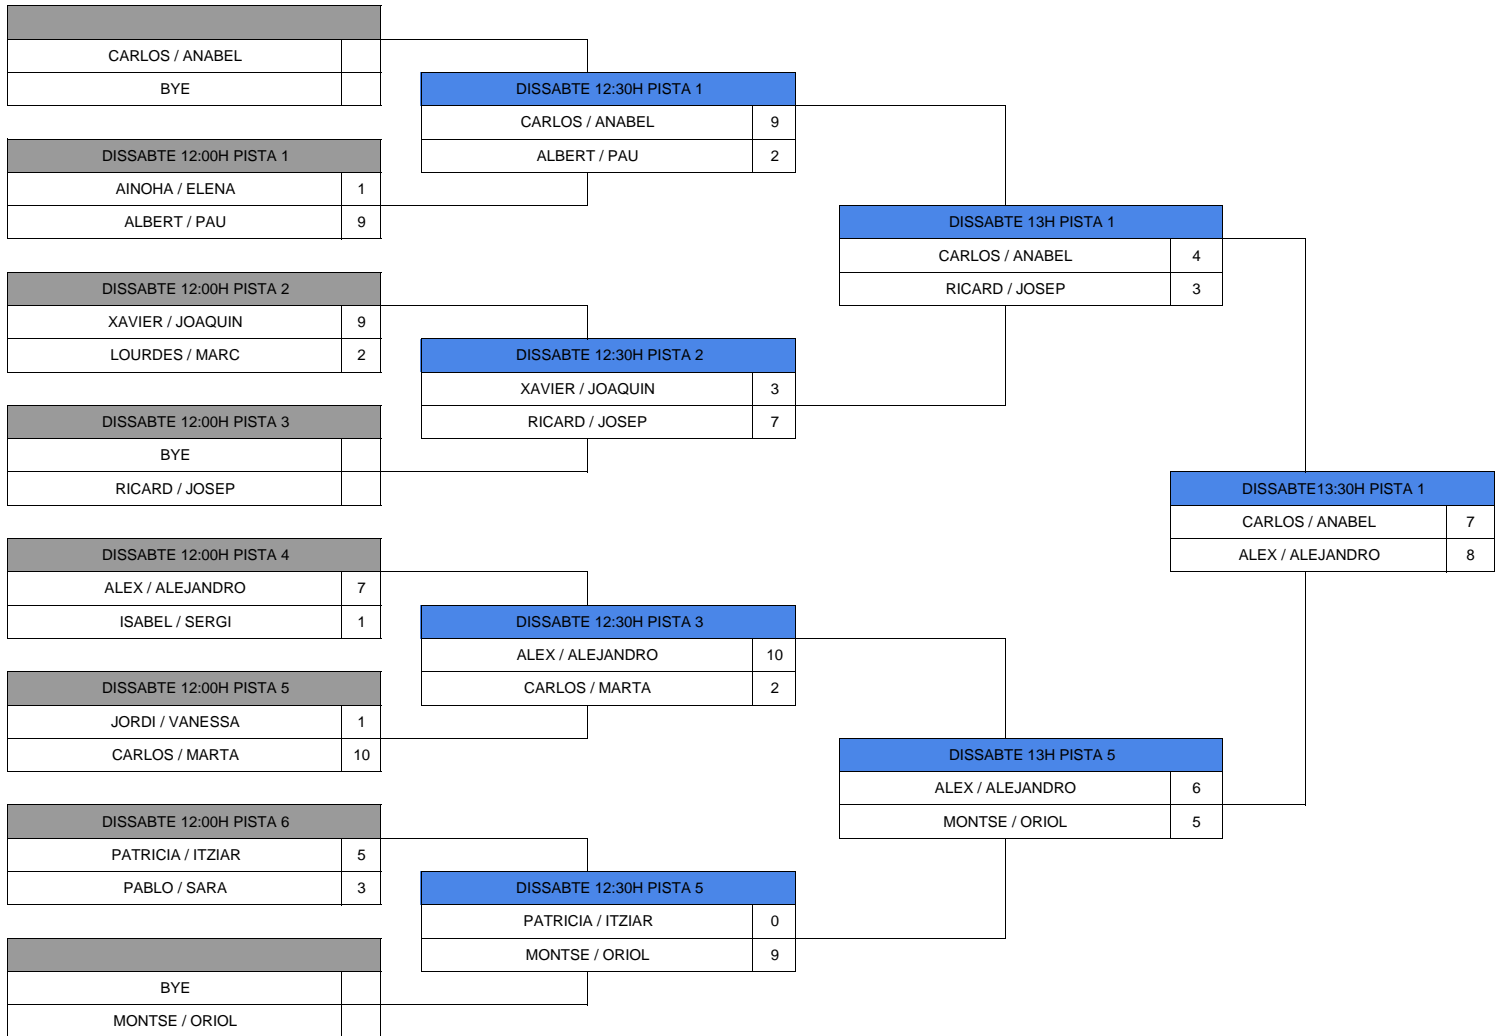 CARLOS / ANABEL
BYE
DISSABTE 12:00H PISTA 1
AINOHA / ELENA 1
ALBERT / PAU 9
DISSABTE 12:00H PISTA 2
XAVIER / JOAQUIN 9
LOURDES / MARC 2
DISSABTE 12:00H PISTA 3
BYE
RICARD / JOSEP
DISSABTE 12:00H PISTA 4
ALEX / ALEJANDRO 7
ISABEL / SERGI 1
DISSABTE 12:00H PISTA 5
JORDI / VANESSA 1
CARLOS / MARTA 10
DISSABTE 12:00H PISTA 6
PATRICIA / ITZIAR 5
PABLO / SARA 3
BYE
MONTSE / ORIOL
DISSABTE 12:30H PISTA 1
CARLOS / ANABEL 9
ALBERT / PAU 2
DISSABTE 12:30H PISTA 2
XAVIER / JOAQUIN 3
RICARD / JOSEP 7
DISSABTE 12:30H PISTA 3
ALEX / ALEJANDRO 10
CARLOS / MARTA 2
DISSABTE 12:30H PISTA 5
PATRICIA / ITZIAR 0
MONTSE / ORIOL 9
DISSABTE 13H PISTA 1
CARLOS / ANABEL 4
RICARD / JOSEP 3
DISSABTE 13H PISTA 5
ALEX / ALEJANDRO 6
MONTSE / ORIOL 5
DISSABTE13:30H PISTA 1
CARLOS / ANABEL 7
ALEX / ALEJANDRO 8